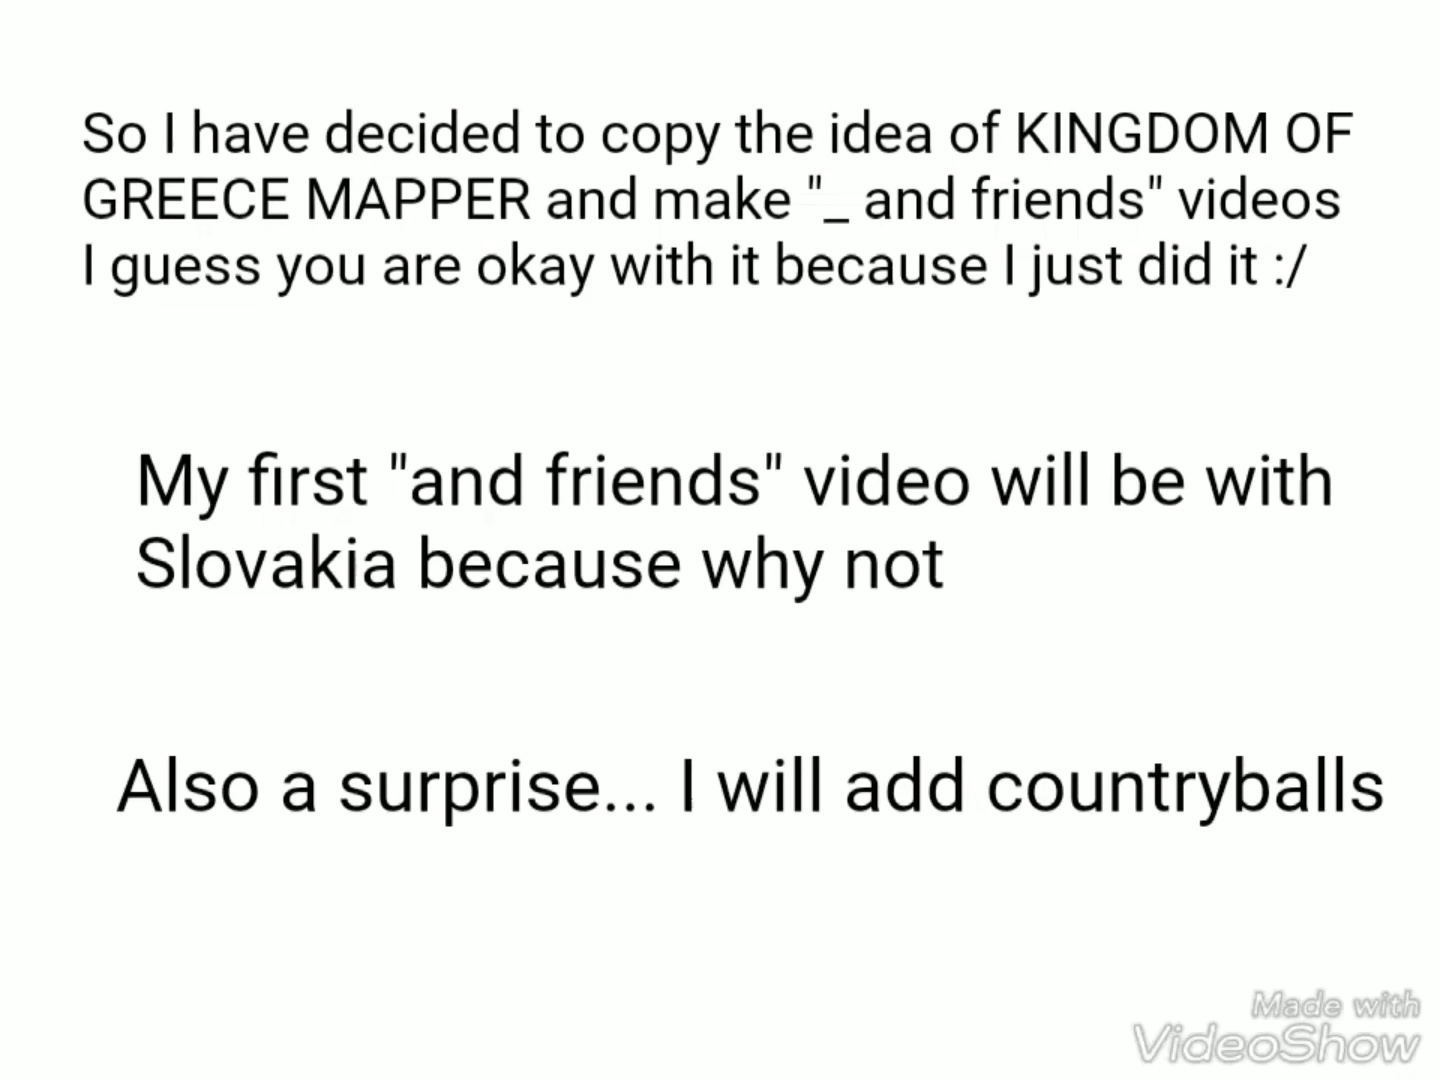 So I have decided to copy the idea of KINGDOM OF
GREECE MAPPER and make "_ and friends" videos
I guess you are okay with it because I just did it :/
My first "and friends" video will be with
Slovakia because why not
Also a surprise... I will add countryballs
Made with
VideoShow